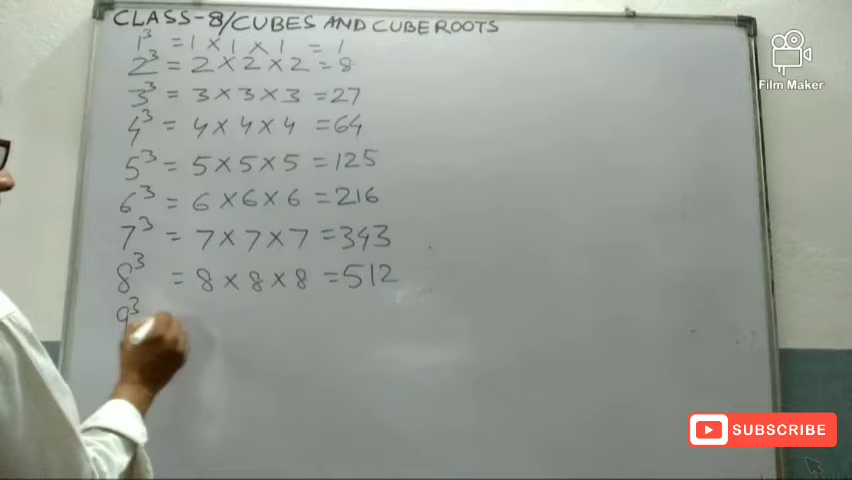 CLASS-8/CUBES AND CUBEROOTS
1³ = 1 × 1 × 1 = 1
2³ = 2 × 2 × 2 = 8
3³ = 3 × 3 × 3 = 27
4³ = 4 × 4 × 4 = 64
5³ = 5 × 5 × 5 = 125
6³ = 6 × 6 × 6 = 216
7³ = 7 × 7 × 7 = 343
8³ = 8 × 8 × 8 = 512
9³
Film Maker
SUBSCRIBE